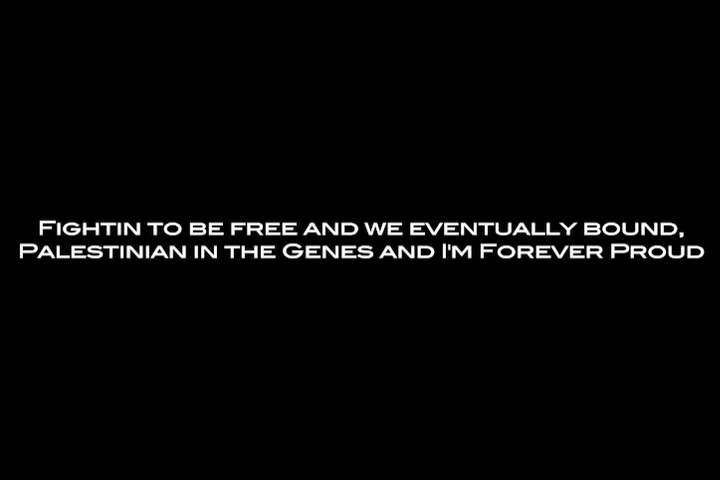 Fightin to be free and we eventually bound,
Palestinian in the Genes and I'm Forever Proud